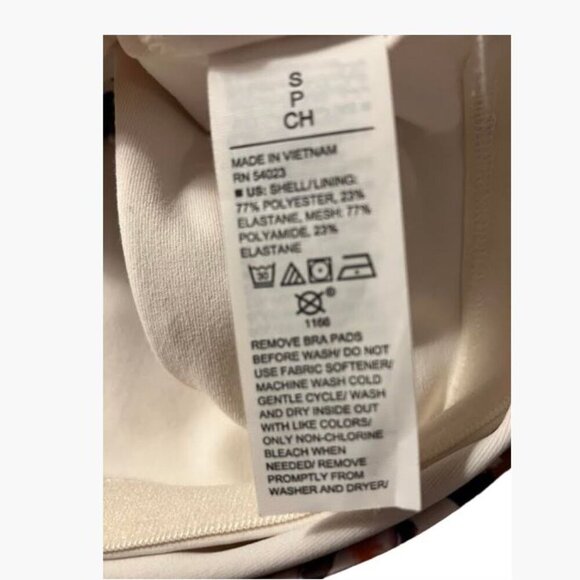 S
P
CH
MADE IN VIETNAM
RN 54023
■ US: SHELL/LINING:
77% POLYESTER, 23%
ELASTANE, MESH: 77%
POLYAMIDE, 23%
ELASTANE
30
®
1166
REMOVE BRA PADS
BEFORE WASH/ DO NOT
USE FABRIC SOFTENER/
MACHINE WASH COLD
GENTLE CYCLE/ WASH
AND DRY INSIDE OUT
WITH LIKE COLORS/
ONLY NON-CHLORINE
BLEACH WHEN
NEEDED/ REMOVE
PROMPTLY FROM
WASHER AND DRYER/